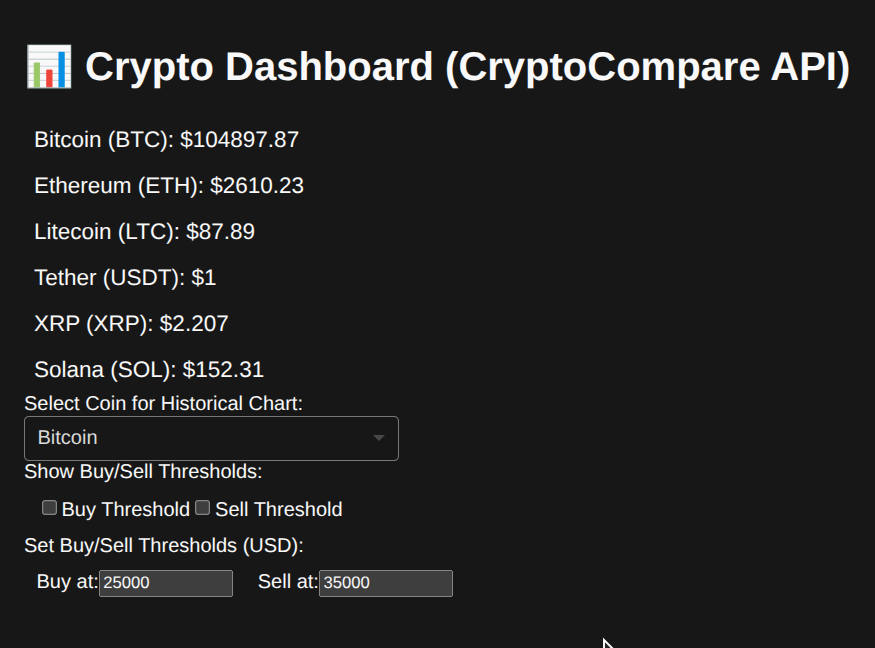 Crypto Dashboard (CryptoCompare API)
Bitcoin (BTC): $104897.87
Ethereum (ETH): $2610.23
Litecoin (LTC): $87.89
Tether (USDT): $1
XRP (XRP): $2.207
Solana (SOL): $152.31
Select Coin for Historical Chart:
Bitcoin
Show Buy/Sell Thresholds:
Buy Threshold Sell Threshold
Set Buy/Sell Thresholds (USD):
Buy at: 25000 Sell at: 35000